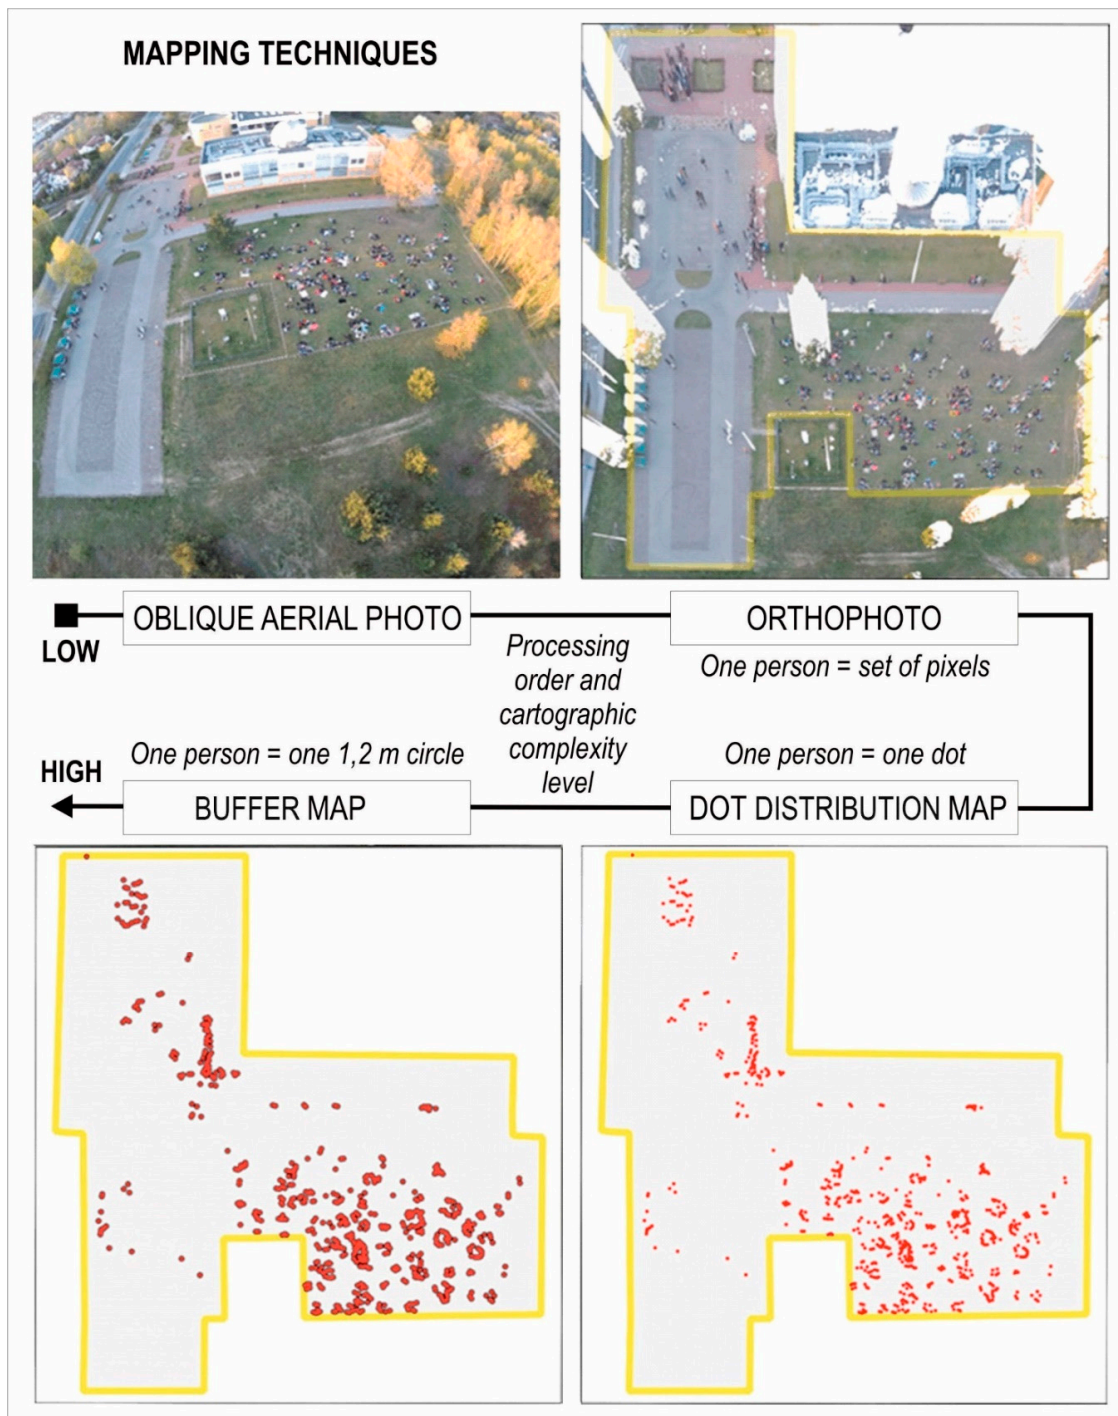 MAPPING TECHNIQUES
OBLIQUE AERIAL PHOTO
ORTHOPHOTO
LOW
Processing
order and
cartographic
complexity
level
One person = set of pixels
HIGH
One person = one 1,2 m circle
One person = one dot
BUFFER MAP
DOT DISTRIBUTION MAP